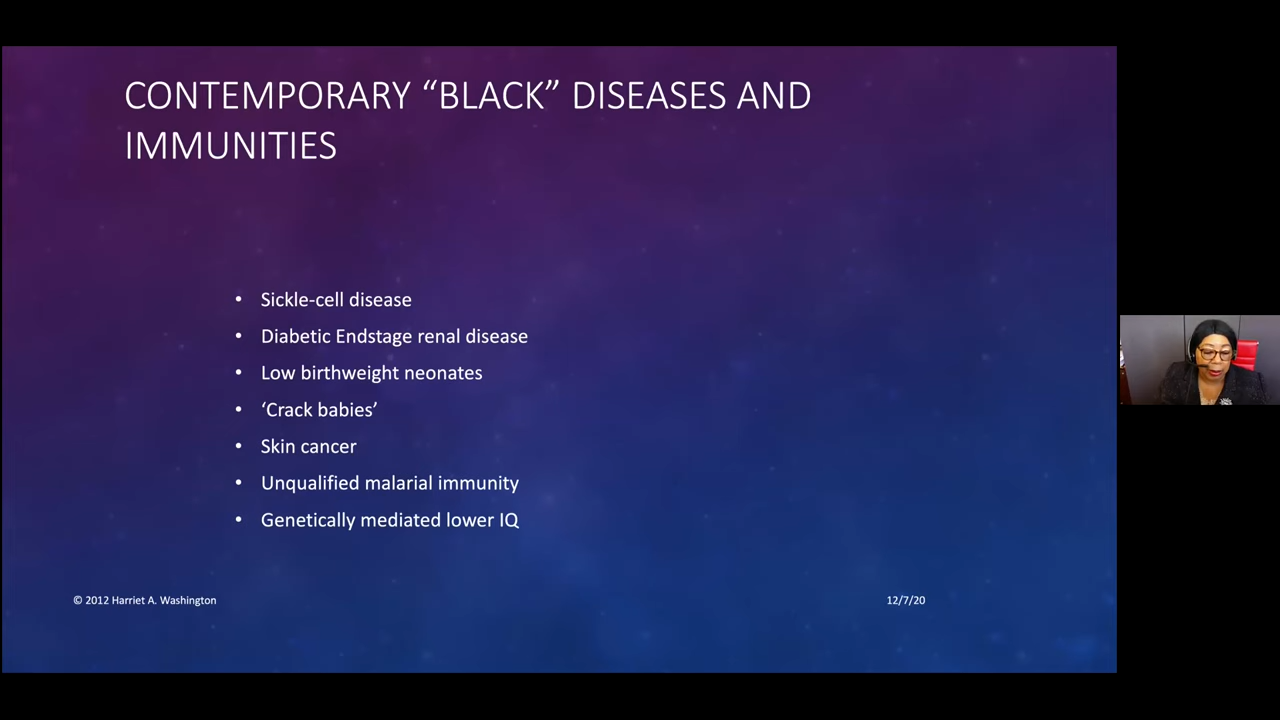 CONTEMPORARY “BLACK” DISEASES AND
IMMUNITIES
• Sickle-cell disease
• Diabetic Endstage renal disease
• Low birthweight neonates
• ‘Crack babies’
• Skin cancer
• Unqualified malarial immunity
• Genetically mediated lower IQ
© 2012 Harriet A. Washington
12/7/20